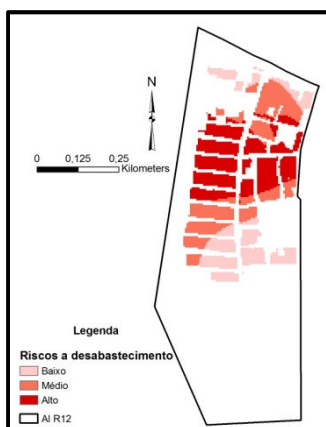 N
0 0,125 0,25
Kilometers
Legenda
Riscos a desabastecimento
Baixo
Médio
Alto
AI R12